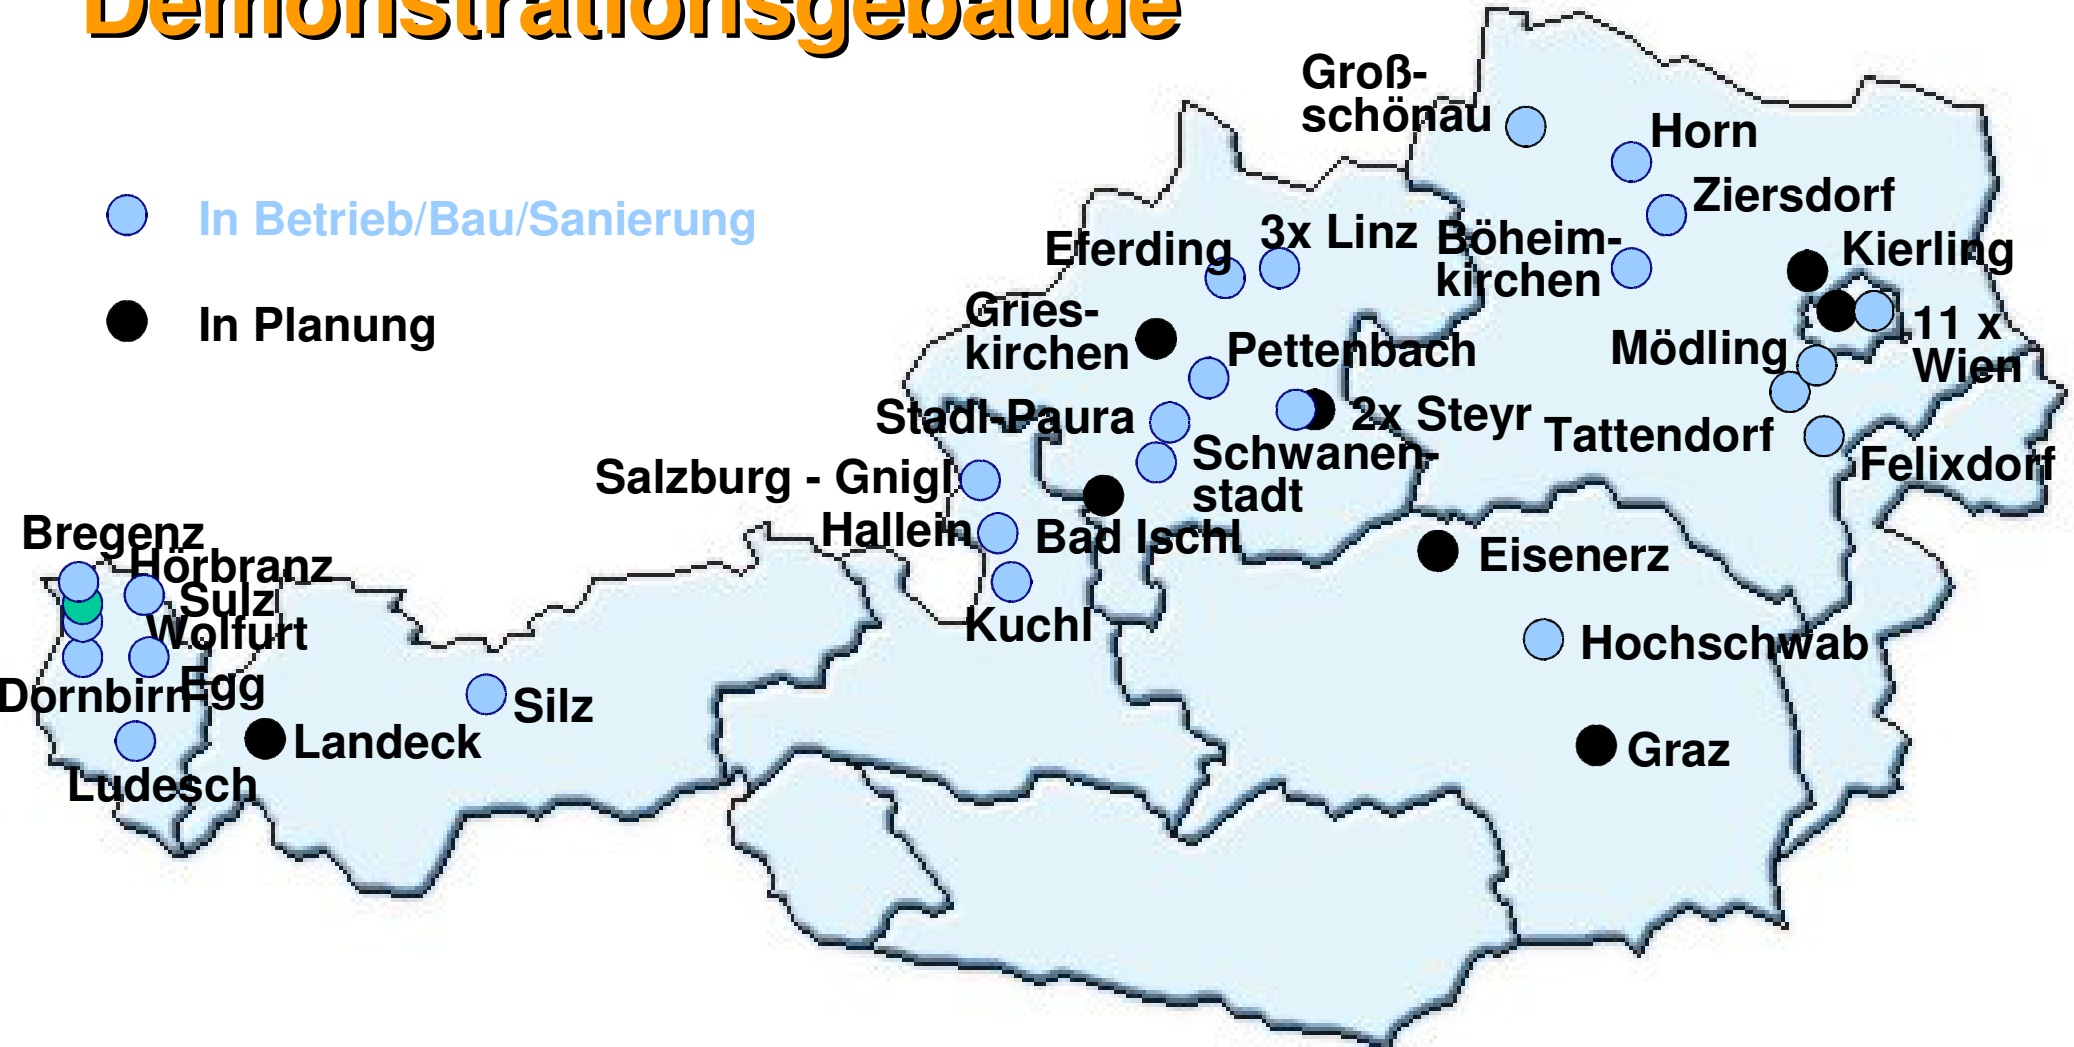 Demonstrationsgebäude
In Betrieb/Bau/Sanierung
In Planung
Groß-
schönau
Horn
Ziersdorf
Eferding
3x Linz
Böheim-
kirchen
Kierling
Gries-
kirchen
Pettenbach
Mödling
11 x
Wien
Stadl-Paura
2x Steyr
Tattendorf
Felixdorf
Schwanen-
stadt
Salzburg - Gnigl
Hallein
Bad Ischl
Kuchl
Eisenerz
Hochschwab
Graz
Bregenz
Hörbranz
Sulz
Wolfurt
Dornbirn
Egg
Silz
Landeck
Ludesch